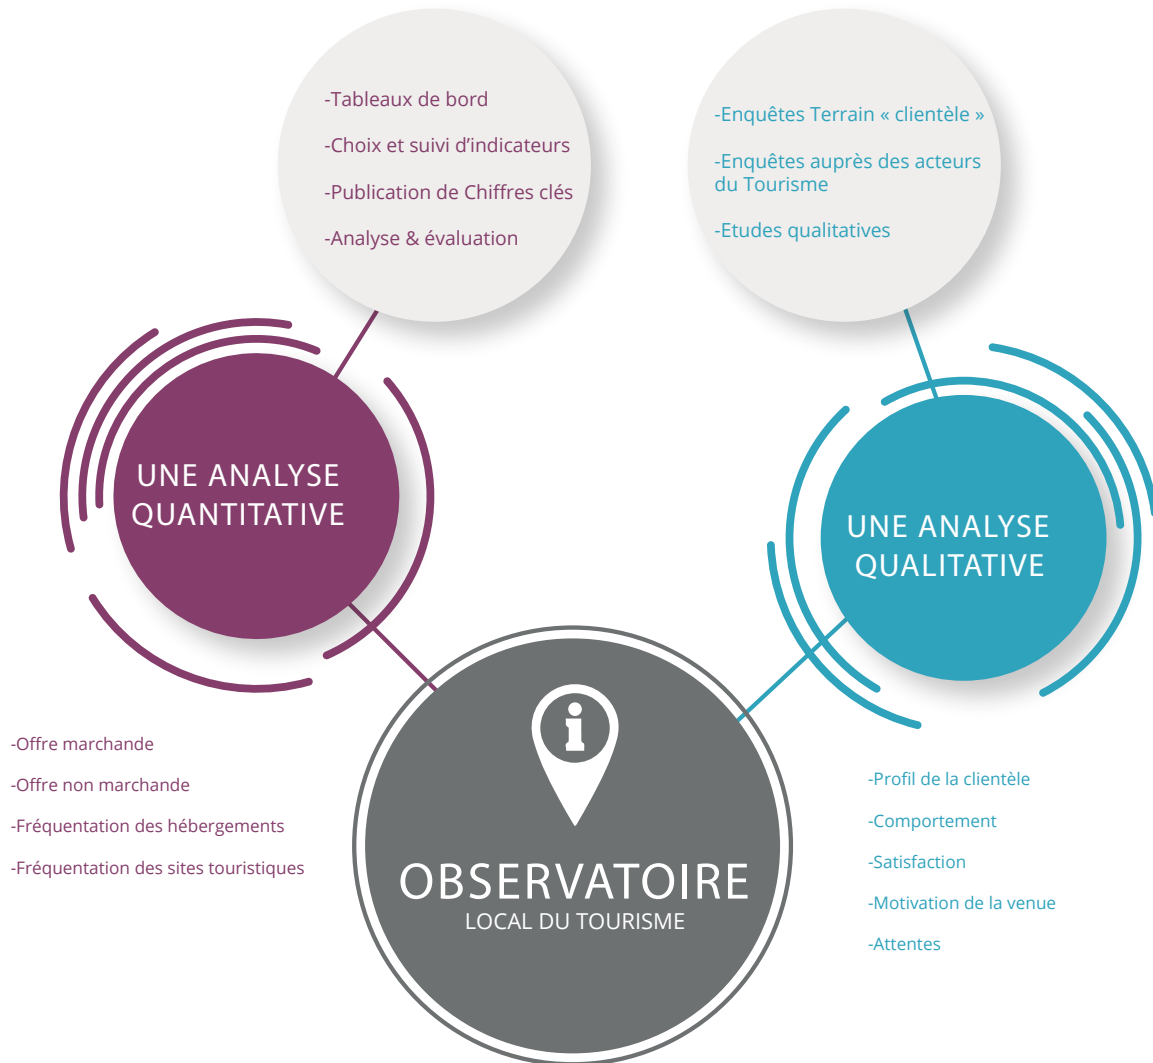 -Tableaux de bord
-Choix et suivi d'indicateurs
-Publication de Chiffres clés
-Analyse & évaluation
-Enquêtes Terrain « clientèle »
-Enquêtes auprès des acteurs
du Tourisme
-Etudes qualitatives
UNE ANALYSE
QUANTITATIVE
UNE ANALYSE
QUALITATIVE
-Offre marchande
-Offre non marchande
-Fréquentation des hébergements
-Fréquentation des sites touristiques
OBSERVATOIRE
LOCAL DU TOURISME
-Profil de la clientèle
-Comportement
-Satisfaction
-Motivation de la venue
-Attentes